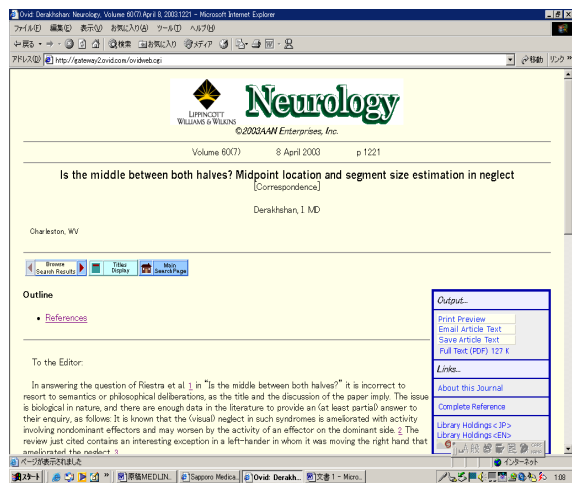 Ovid: Derakhshan: Neurology, Volume 60(7).April 8, 2003.1221 - Microsoft Internet Explorer
ファイル(F) 編集(E) 表示(V) お気に入り(A) ツール(T) ヘルプ(H)
戻る 検索 お気に入り メディア
アドレス(D) http://gateway2.ovid.com/ovidweb.cgi 移動 リンク »
LIPPINCOTT
WILLIAMS & WILKINS
Neurology
©2003AAN Enterprises, Inc.
Volume 60(7) 8 April 2003 p 1221
Is the middle between both halves? Midpoint location and segment size estimation in neglect
[Correspondence]
Derakhshan, I MD
Charleston, WV
Browse
Search Results
Titles
Display
Main
Search Page
Outline
• References
To the Editor:
In answering the question of Riestra et al. 1 in "Is the middle between both halves?" it is incorrect to
resort to semantics or philosophical deliberations, as the title and the discussion of the paper imply. The issue
is biological in nature, and there are enough data in the literature to provide an (at least partial) answer to
their enquiry, as follows: It is known that the (visual) neglect in such syndromes is ameliorated with activity
involving nondominant effectors and may worsen by the activity of an effector on the dominant side. 2 The
review just cited contains an interesting exception in a left-hander in whom it was moving the right hand that
ameliorated the neglect. 3
Output...
Print Preview
Email Article Text
Save Article Text
Full Text (PDF) 127 K
Links...
About this Journal
Complete Reference
Library Holdings<JP>
Library Holdings<EN>
ページが表示されました
インターネット
スタート 原稿MEDLIN.. Sapporo Medica.. Ovid: Derakh... 文書1 - Micro.. 1:08